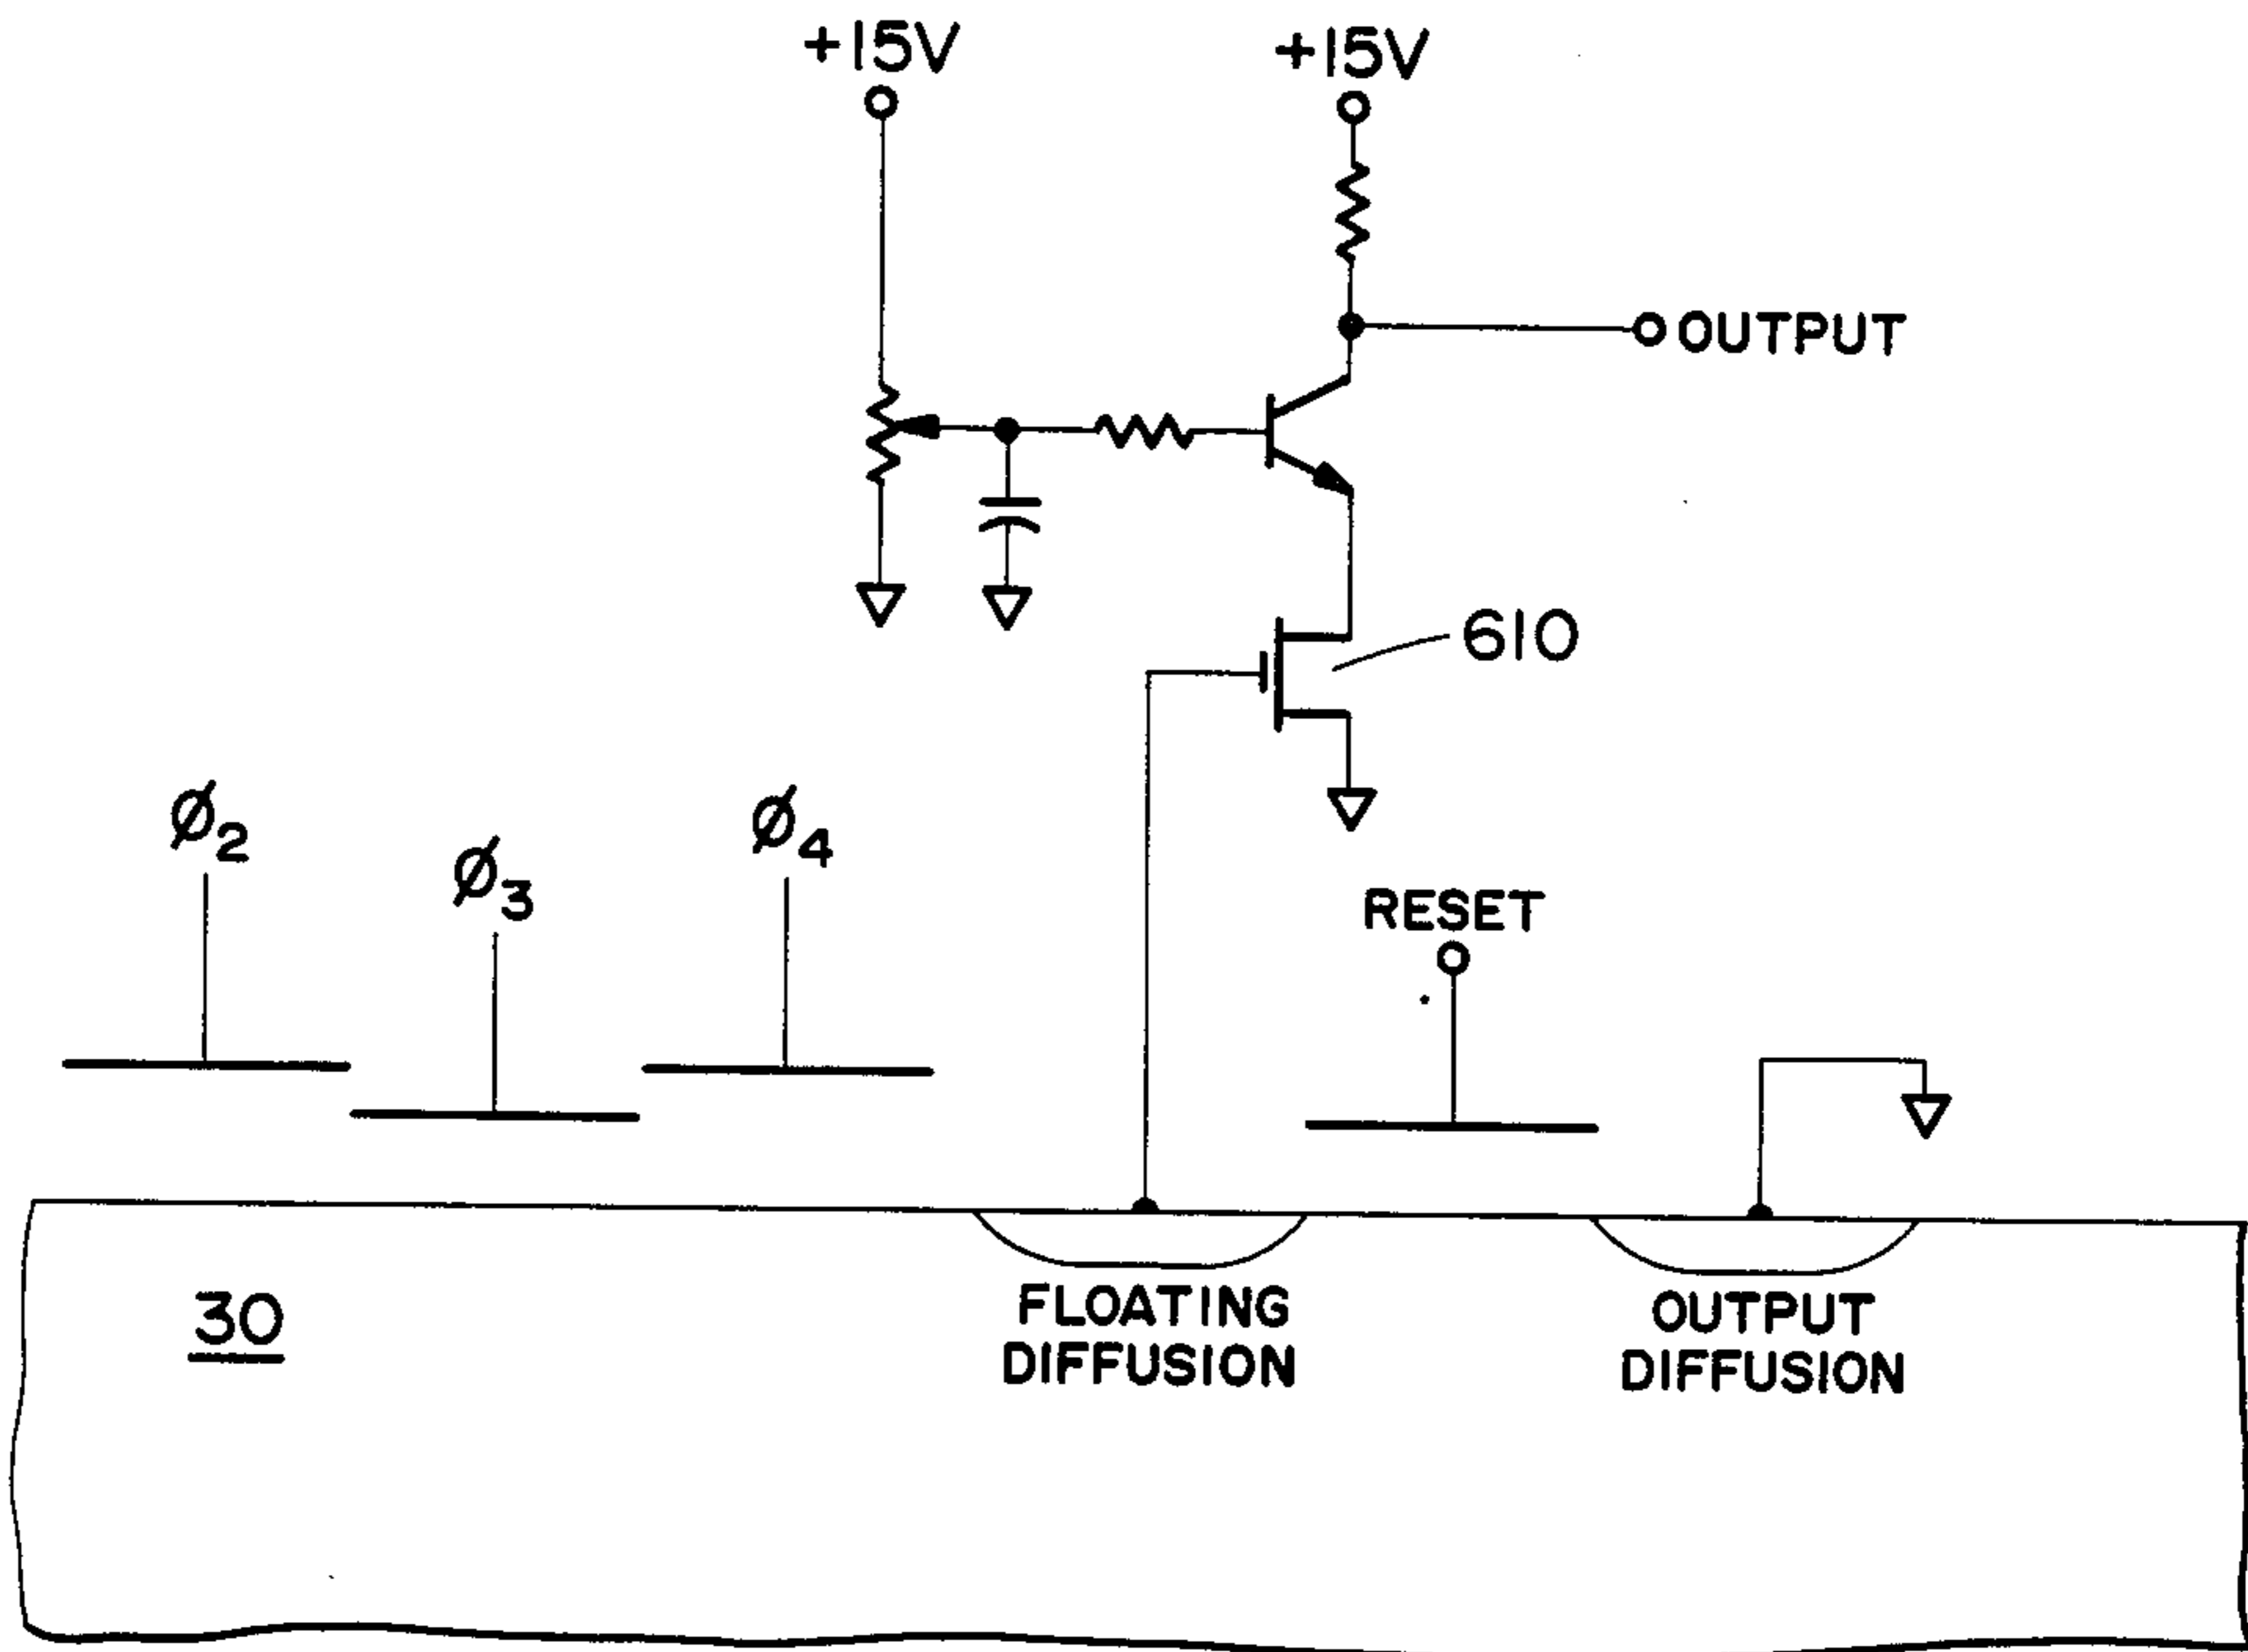 +15V
+15V
OUTPUT
610
Ø2
Ø3
Ø4
RESET
30
FLOATING
DIFFUSION
OUTPUT
DIFFUSION